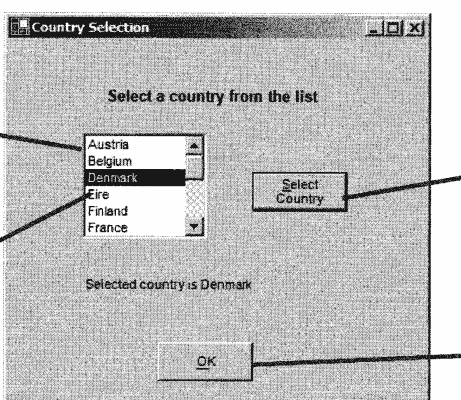 Country Selection
Select a country from the list
Austria
Belgium
Denmark
Eire
Finland
France
Select
Country
Selected country is Denmark
OK